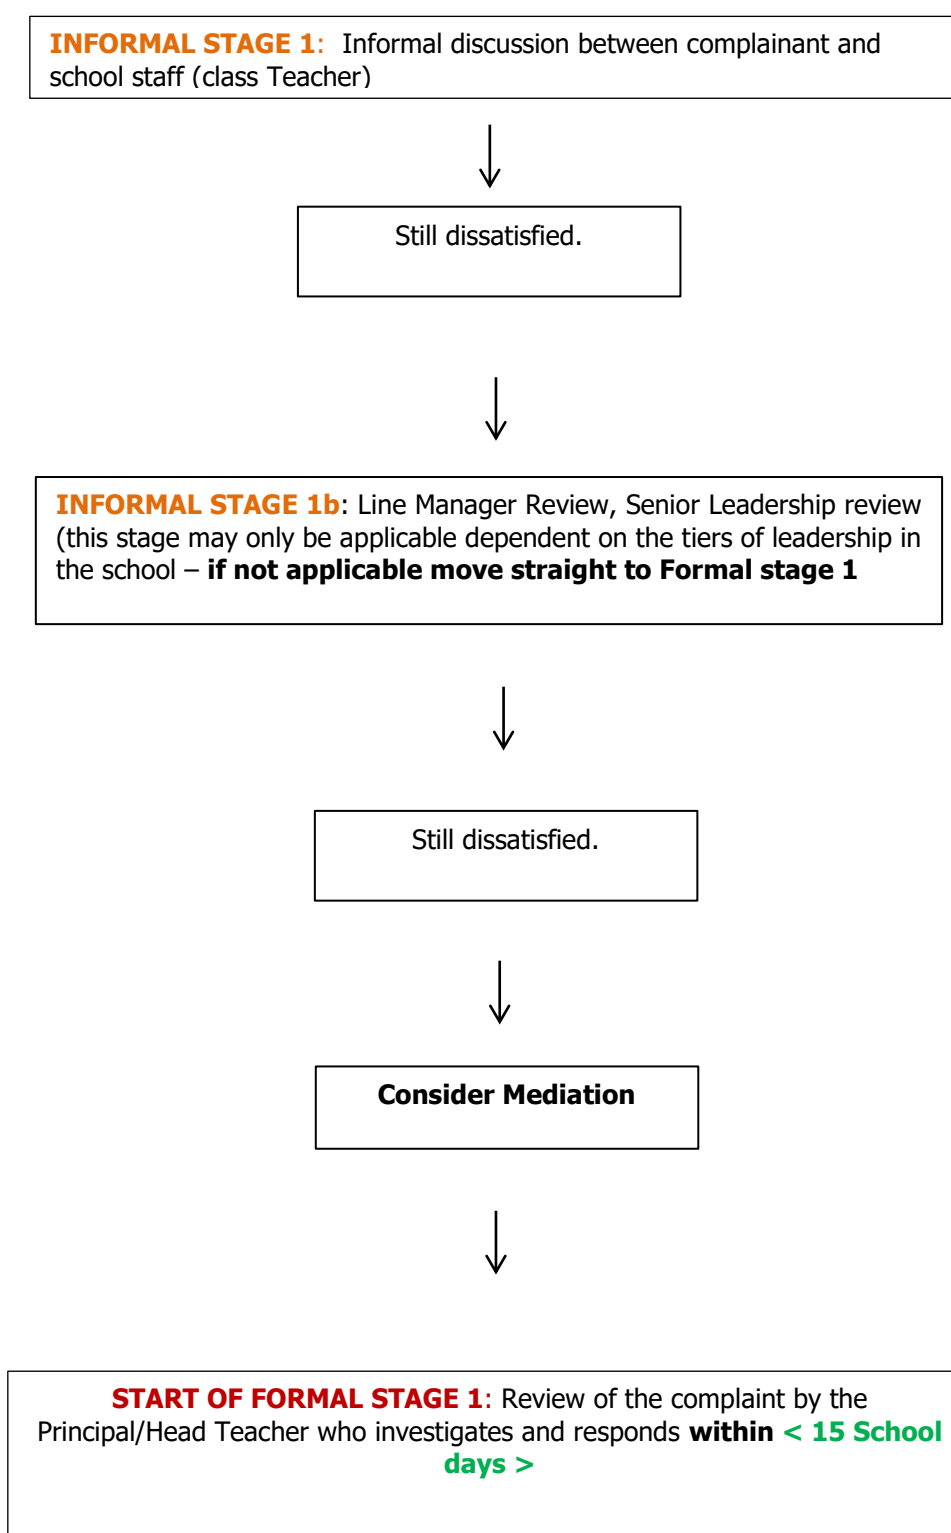 INFORMAL STAGE 1:  Informal discussion between complainant and
school staff (class Teacher)
Still dissatisfied.
INFORMAL STAGE 1b: Line Manager Review, Senior Leadership review
(this stage may only be applicable dependent on the tiers of leadership in
the school – if not applicable move straight to Formal stage 1
Still dissatisfied.
Consider Mediation
START OF FORMAL STAGE 1: Review of the complaint by the
Principal/Head Teacher who investigates and responds within < 15 School
days >